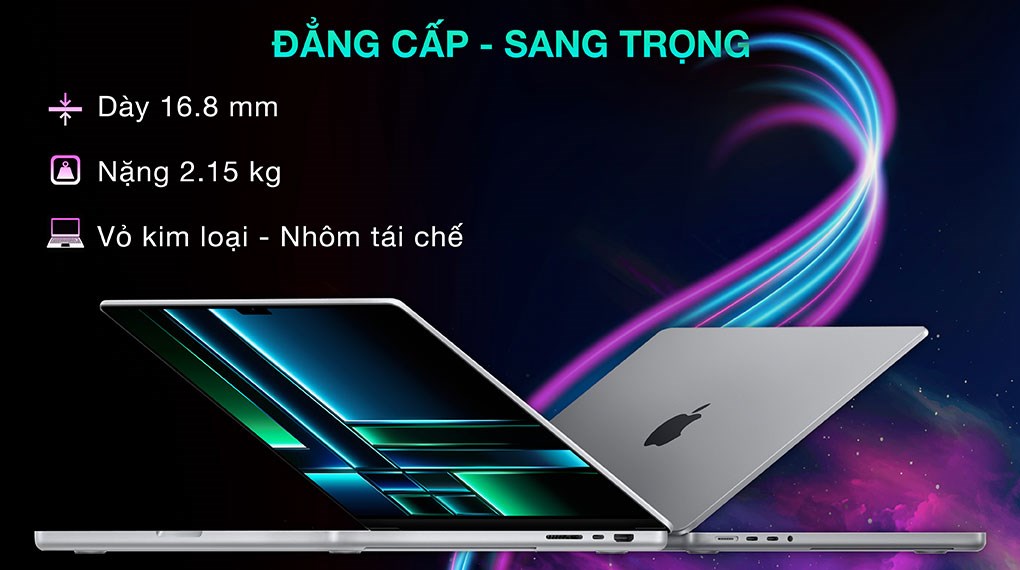 ĐẲNG CẤP - SANG TRỌNG
Dày 16.8 mm
Nặng 2.15 kg
Vỏ kim loại - Nhôm tái chế